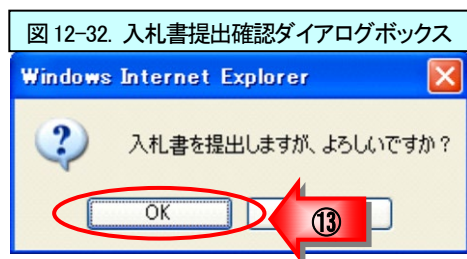 図 12-32. 入札書提出確認ダイアログボックス
Windows Internet Explorer
入札書を提出しますが、よろしいですか？
OK
⑬